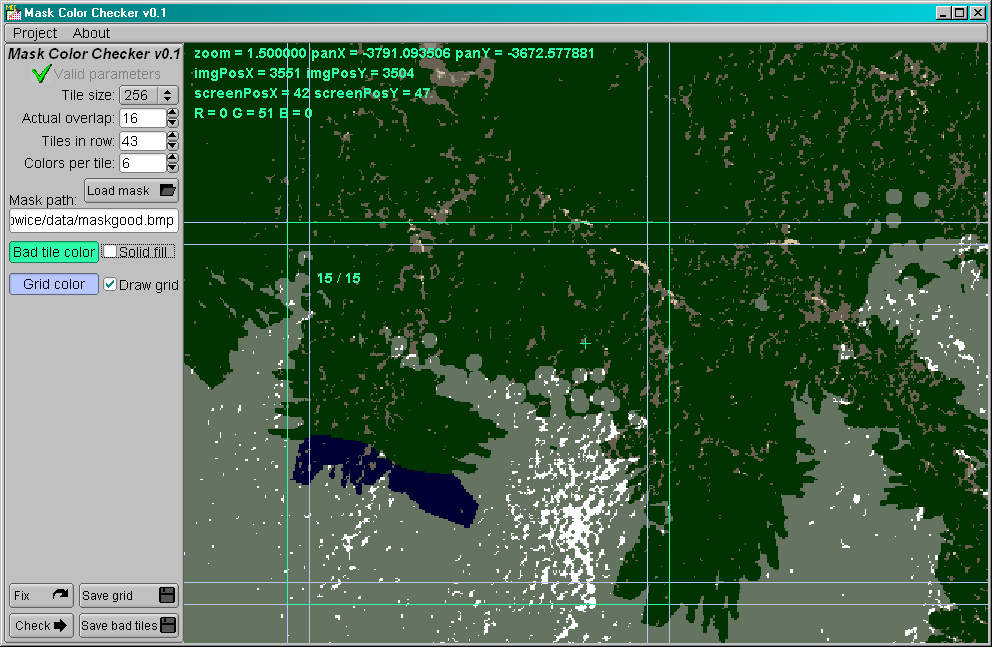 Mask Color Checker v0.1
Project About
Mask Color Checker v0.1
Valid parameters
Tile size: 256
Actual overlap: 16
Tiles in row: 43
Colors per tile: 6
Mask path: Load mask
owice/data/maskgood.bmp
Bad tile color Solid fill
Grid color Draw grid
Fix Save grid
Check Save bad tiles
zoom = 1.500000 panX = -3791.093506 panY = -3672.577881
imgPosX = 3551 imgPosY = 3504
screenPosX = 42 screenPosY = 47
R = 0 G = 51 B = 0
15 / 15